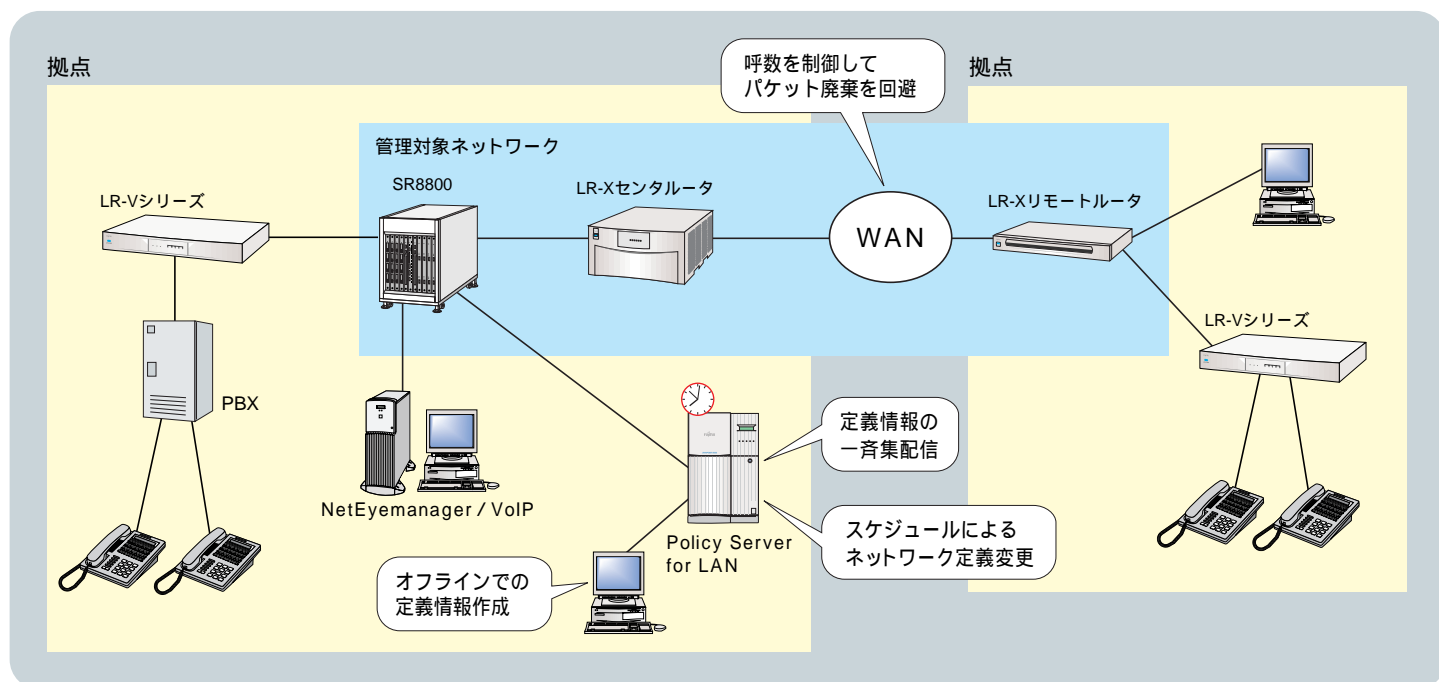 拠点
拠点
呼数を制御して
パケット廃棄を回避
管理対象ネットワーク
SR8800
LR-Xセンタルータ
LR-Xリモートルータ
LR-Vシリーズ
WAN
LR-Vシリーズ
PBX
NetEyemanager / VoIP
定義情報の
一斉集配信
Policy Server
for LAN
スケジュールによる
ネットワーク定義変更
オフラインでの
定義情報作成